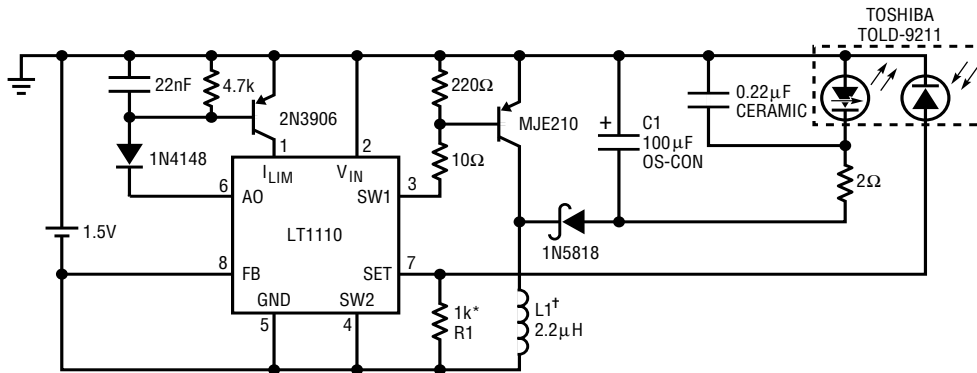 TOSHIBA
TOLD-9211
22nF
4.7k
2N3906
220Ω
MJE210
10Ω
+
C1
100μF
OS-CON
0.22μF
CERAMIC
2Ω
1N4148
1
2
3
6
ILIM
VIN
SW1
AO
LT1110
1N5818
1.5V
8
7
FB
SET
GND
SW2
5
4
1k*
R1
L1†
2.2μH